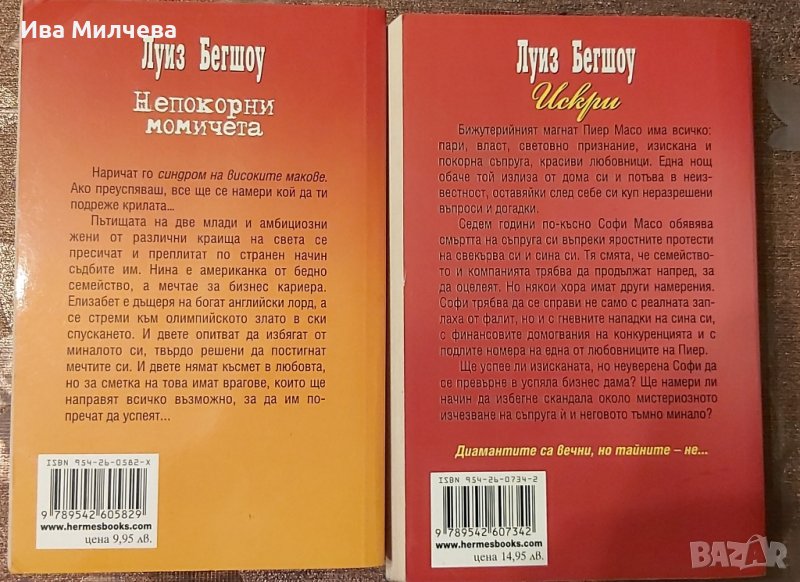 Ива Милчева
Луиз Бегшоу
Непокорни
момичета
Наричат го синдром на високите макове.
Ако преуспяваш, все ще се намери кой да ти
подреже крилата...
Пътищата на две млади и амбициозни
жени от различни краища на света се
пресичат и преплитат по странен начин
съдбите им. Нина е американка от бедно
семейство, а мечтае за бизнес кариера.
Елизабет е дъщеря на богат английски лорд, а
се стреми към олимпийското злато в ски
спускането. И двете опитват да избягат от
миналото си, твърдо решени да постигнат
мечтите си. И двете нямат късмет в любовта,
но за сметка на това имат врагове, които ще
направят всичко възможно, за да им по-
пречат да успеят...
ISBN 954-26-0582-X
9 789542 605829
www.hermesbooks.com
цена 9,95 лв.
Луиз Бегшоу
Искри
Бижутерийният магнат Пиер Масо има всичко:
пари, власт, световно признание, изискана и
покорна съпруга, красиви любовници. Една нощ
обаче той излиза от дома си и потъва в неиз-
вестност, оставяйки след себе си куп неразрешени
въпроси и догадки.
Седем години по-късно Софи Масо обявява
смъртта на съпруга си въпреки яростните протести
на свекърва си и сина си. Тя смята, че семейство-
то и компанията трябва да продължат напред, за
да оцелеят. Но някои хора имат други намерения.
Софи трябва да се справи не само с реалната зап-
лаха от фалит, но и с гневните нападки на сина си,
с финансовите домогвания на конкуренцията и с
подлите номера на една от любовниците на Пиер.
Ще успее ли изисканата, но неуверена Софи да
се превърне в успяла бизнес дама? Ще намери ли
начин да избегне скандала около мистериозното
изчезване на съпруга ѝ и неговото тъмно минало?
Диамантите са вечни, но тайните – не...
ISBN 954-26-0734-2
9 789542 607342
www.hermesbooks.com
цена 14,95 лв.
BAZAR